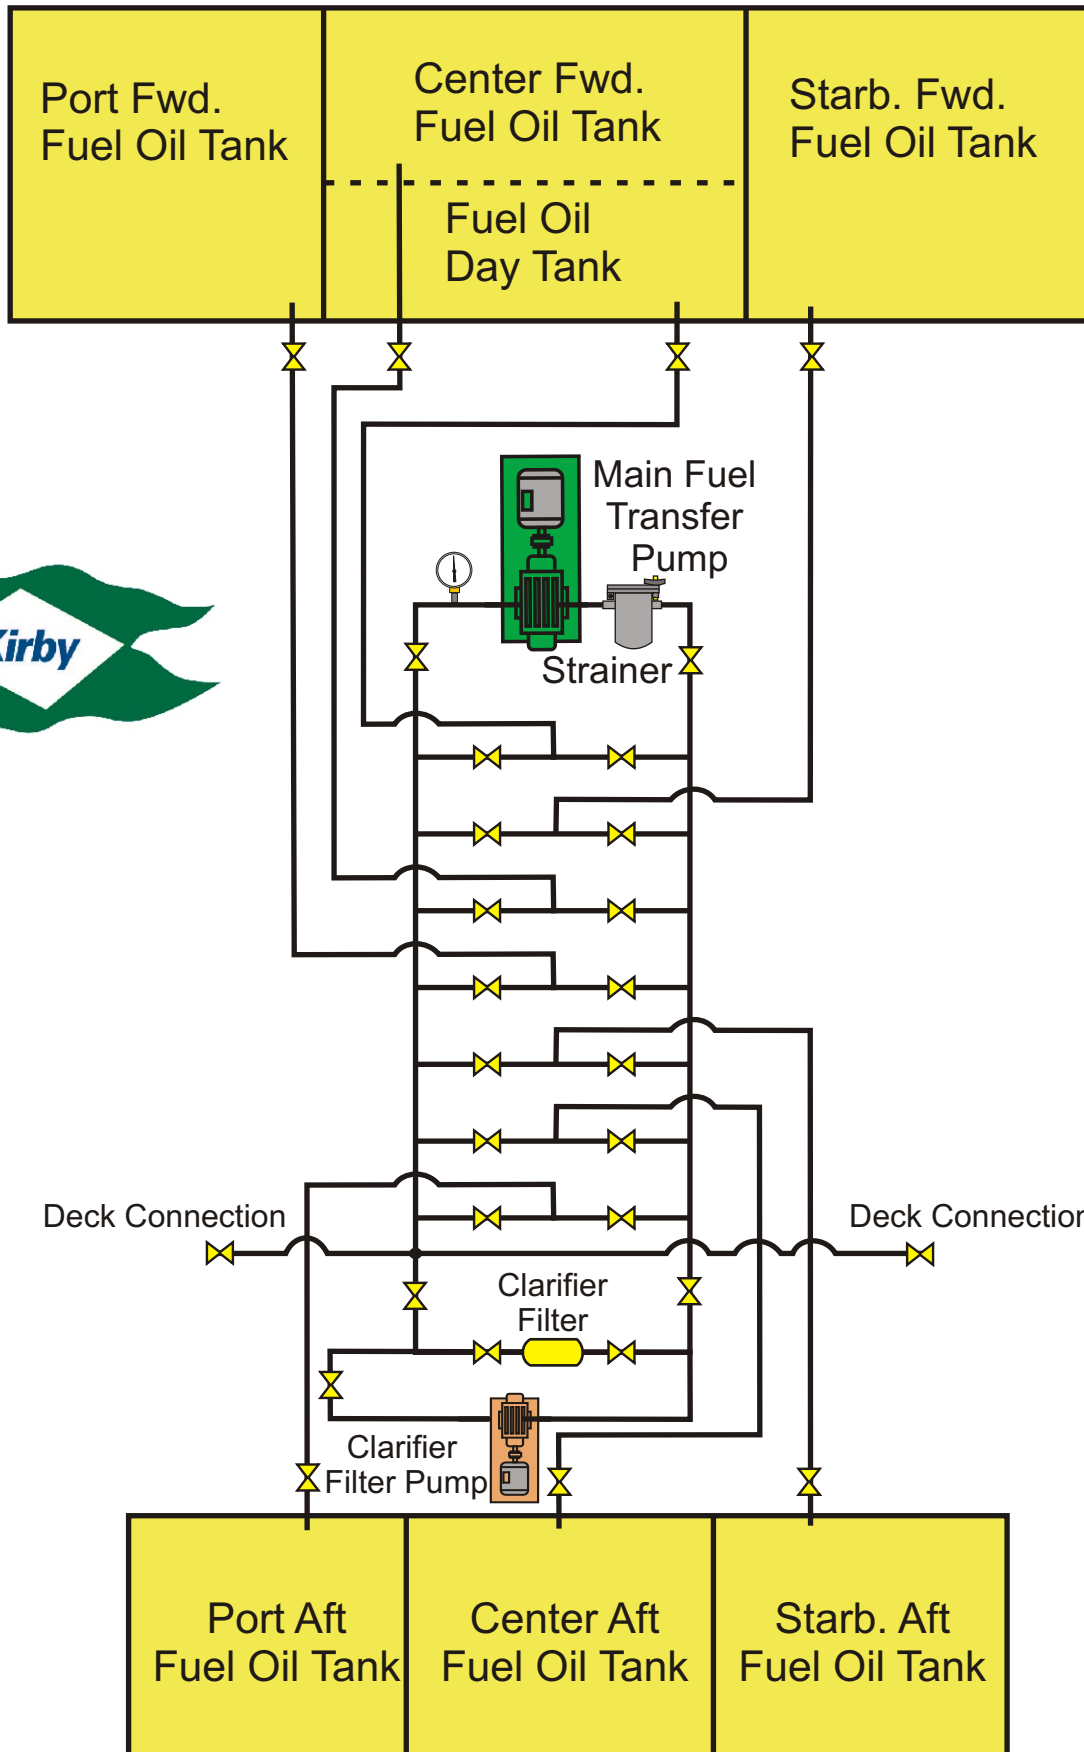 Port Fwd.
Fuel Oil Tank
Center Fwd.
Fuel Oil Tank
Starb. Fwd.
Fuel Oil Tank
Fuel Oil
Day Tank
Main Fuel
Transfer
Pump
Kirby
Strainer
Deck Connection
Deck Connection
Clarifier
Filter
Clarifier
Filter Pump
Port Aft
Fuel Oil Tank
Center Aft
Fuel Oil Tank
Starb. Aft
Fuel Oil Tank